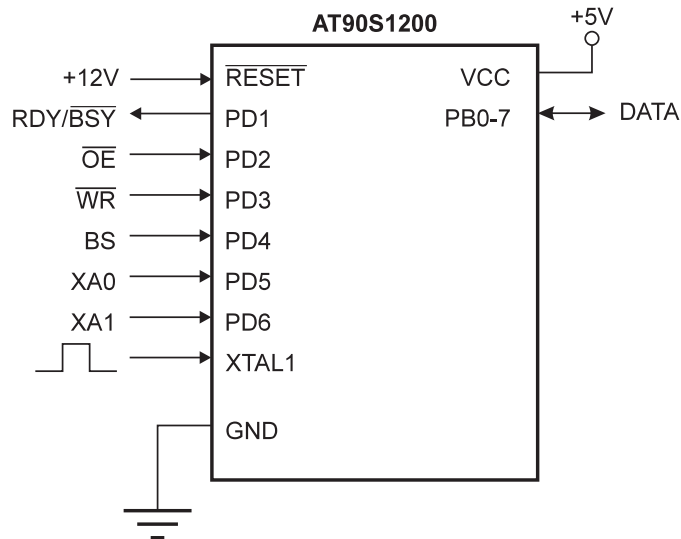 AT90S1200
+5V
+12V
RESET
VCC
RDY/BSY
PD1
PB0-7
DATA
OE
PD2
WR
PD3
BS
PD4
XA0
PD5
XA1
PD6
XTAL1
GND